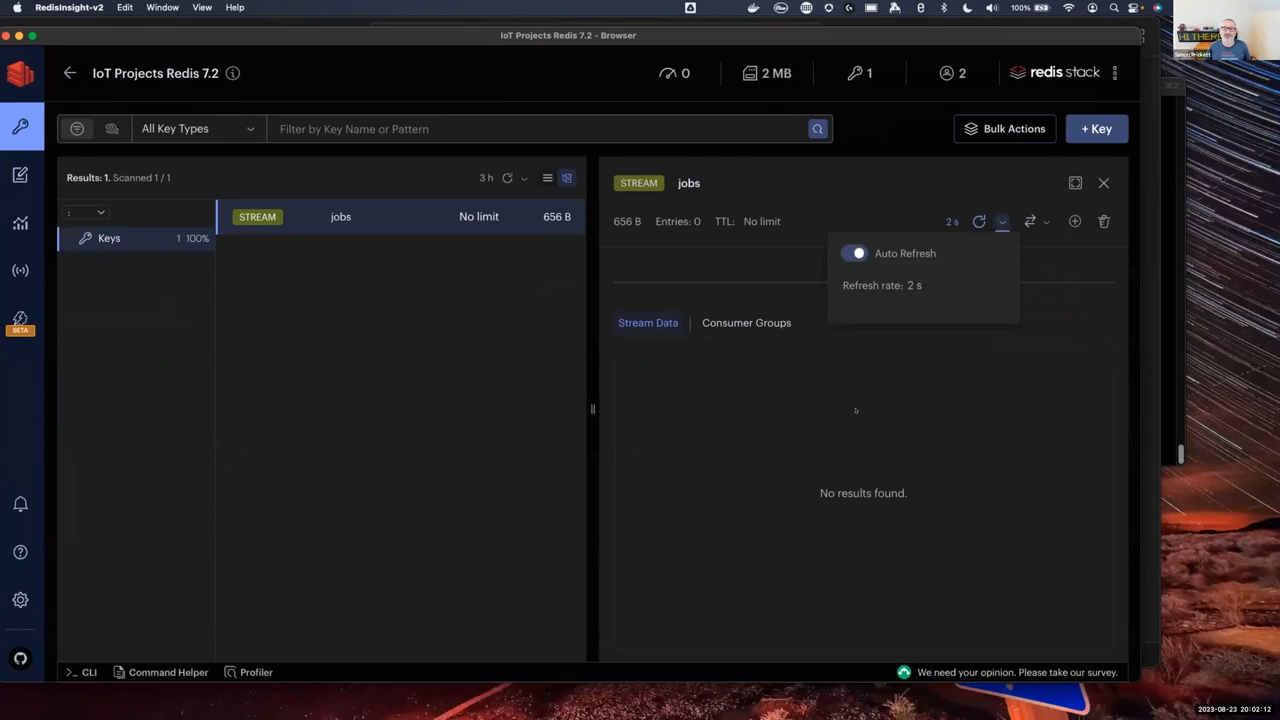 RedisInsight-v2 Edit Window View Help 100%
IoT Projects Redis 7.2 - Browser
HI THERE
Simon Prickett
IoT Projects Redis 7.2
0
2 MB
1
2
redis stack
All Key Types
Filter by Key Name or Pattern
Bulk Actions
+ Key
Results: 1. Scanned 1 / 1
3 h
:
Keys 1 100%
STREAM jobs No limit 656 B
STREAM jobs
656 B Entries: 0 TTL: No limit 2 s
Auto Refresh
Refresh rate: 2 s
Stream Data
Consumer Groups
No results found.
BETA
>_ CLI
Command Helper
Profiler
We need your opinion. Please take our survey.
2023-08-23 20:02:12